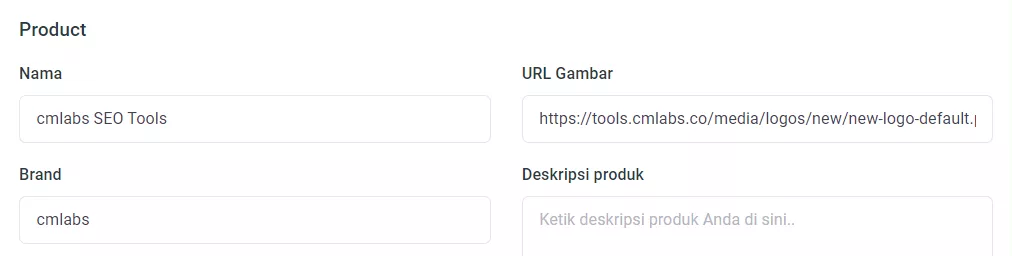 Product
Nama
URL Gambar
cmlabs SEO Tools
https://tools.cmlabs.co/media/logos/new/new-logo-default.
Brand
Deskripsi produk
cmlabs
Ketik deskripsi produk Anda di sini..